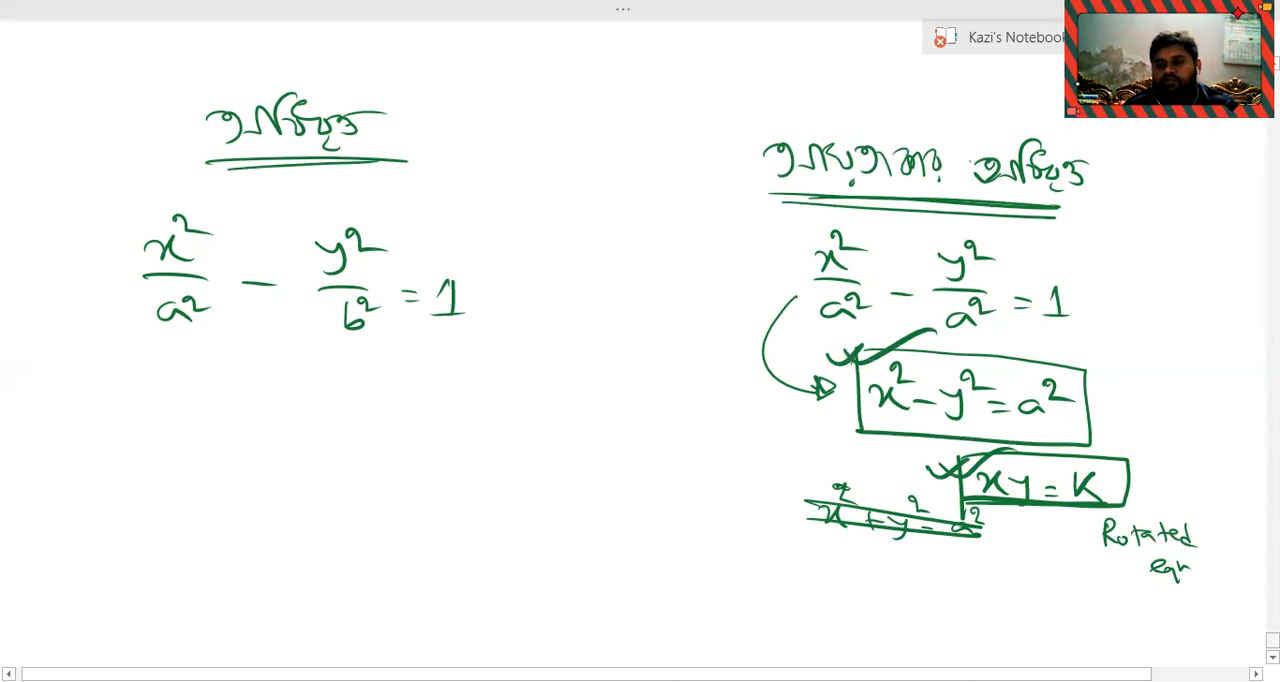 Kazi's Notebook
অধিবৃত্ত
x²/a² - y²/b² = 1
আয়তাকার অধিবৃত্ত
x²/a² - y²/a² = 1
x² - y² = a²
xy = K
x² + y² = a²
Rotated
eqn